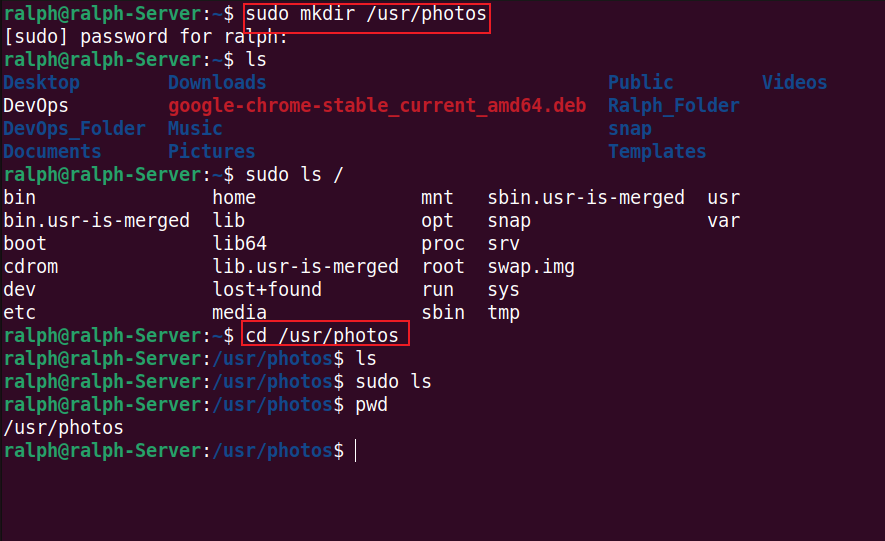 ralph@ralph-Server:~$ sudo mkdir /usr/photos
[sudo] password for ralph:
ralph@ralph-Server:~$ ls
Desktop Downloads Public Videos
DevOps google-chrome-stable_current_amd64.deb Ralph_Folder
DevOps_Folder Music snap
Documents Pictures Templates
ralph@ralph-Server:~$ sudo ls /
bin home mnt sbin.usr-is-merged usr
bin.usr-is-merged lib opt snap var
boot lib64 proc srv
cdrom lib.usr-is-merged root swap.img
dev lost+found run sys
etc media sbin tmp
ralph@ralph-Server:~$ cd /usr/photos
ralph@ralph-Server:/usr/photos$ ls
ralph@ralph-Server:/usr/photos$ sudo ls
ralph@ralph-Server:/usr/photos$ pwd
/usr/photos
ralph@ralph-Server:/usr/photos$